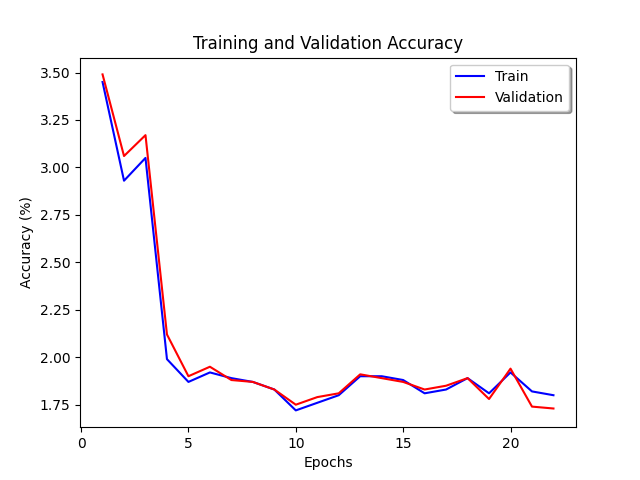 Training and Validation Accuracy
Train
Validation
3.50
3.25
3.00
2.75
2.50
2.25
2.00
1.75
Accuracy (%)
0
5
10
15
20
Epochs